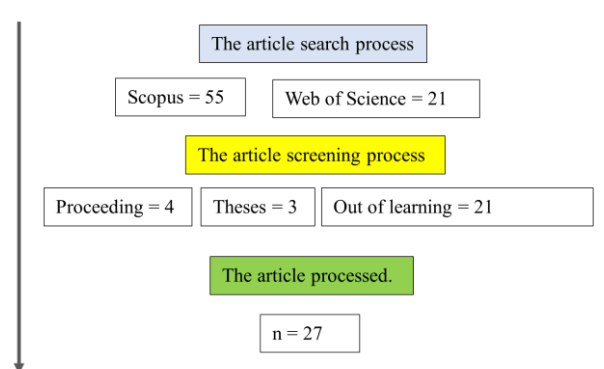 The article search process
Scopus = 55
Web of Science = 21
The article screening process
Proceeding = 4
Theses = 3
Out of learning = 21
The article processed.
n = 27